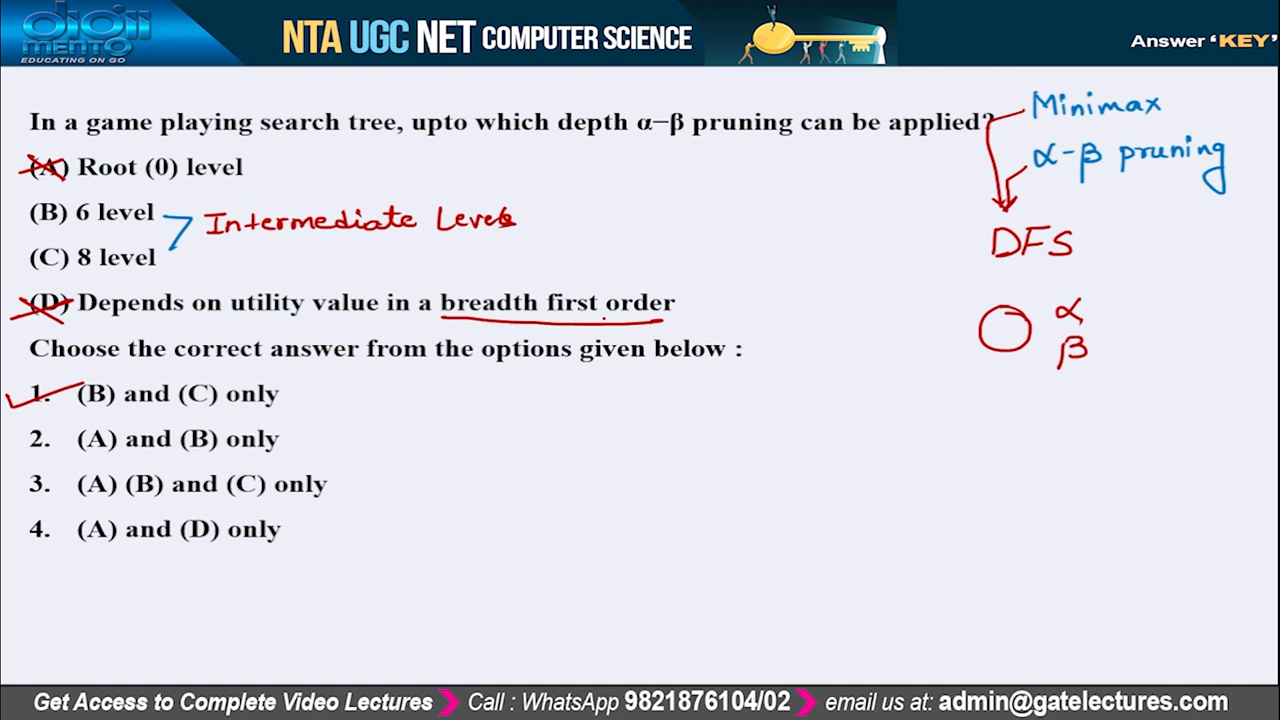 digii
MENTO
EDUCATING ON GO
NTA UGC NET COMPUTER SCIENCE
Answer ‘KEY’
In a game playing search tree, upto which depth α−β pruning can be applied?
(A) Root (0) level
(B) 6 level
(C) 8 level
(D) Depends on utility value in a breadth first order
Choose the correct answer from the options given below :
1. (B) and (C) only
2. (A) and (B) only
3. (A) (B) and (C) only
4. (A) and (D) only
Intermediate Levels
Minimax
α-β pruning
DFS
α
β
Get Access to Complete Video Lectures Call : WhatsApp 9821876104/02 email us at: admin@gatelectures.com